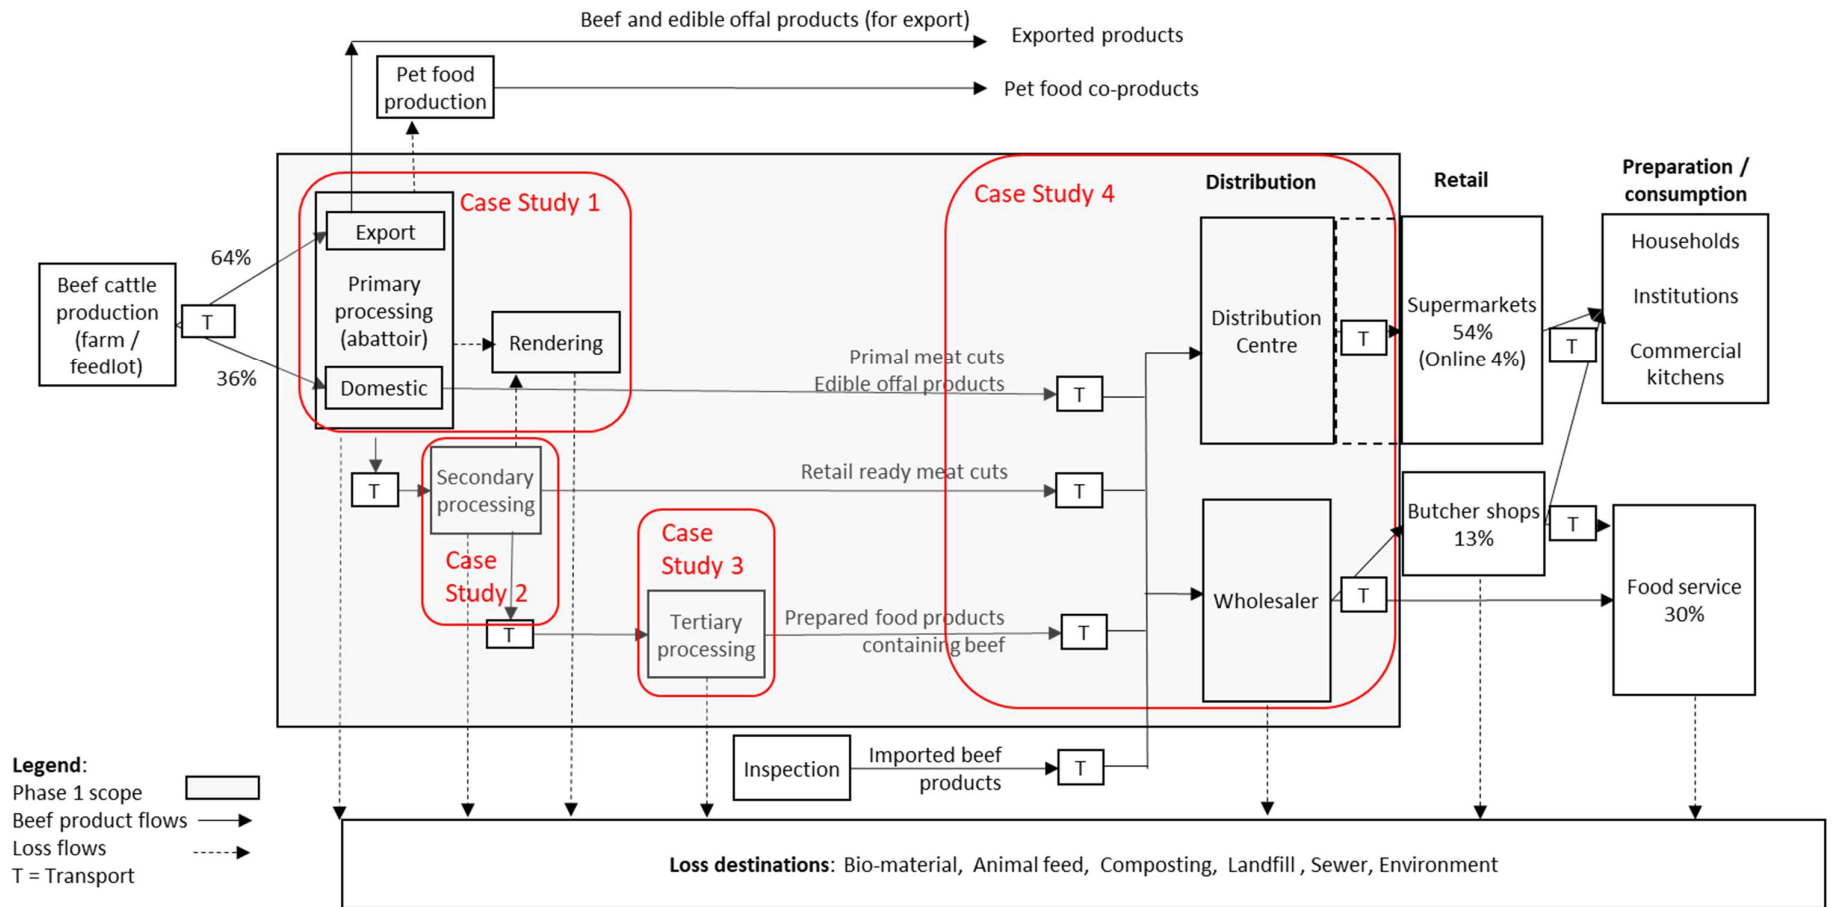 Beef and edible offal products (for export)
Exported products
Pet food
production
Pet food co-products
Case Study 1
Case Study 4
Distribution
Retail
Preparation /
consumption
Export
64%
Beef cattle
production
(farm /
feedlot)
T
36%
Primary
processing
(abattoir)
Domestic
Rendering
Primal meat cuts
Edible offal products
T
Distribution
Centre
T
Supermarkets
54%
(Online 4%)
T
Households
Institutions
Commercial
kitchens
T
Secondary
processing
Retail ready meat cuts
T
Case
Study 2
T
Case
Study 3
Tertiary
processing
Prepared food products
containing beef
T
Wholesaler
T
Butcher shops
13%
T
Food service
30%
Inspection
Imported beef
products
T
Legend:
Phase 1 scope
Beef product flows
Loss flows
T = Transport
Loss destinations: Bio-material, Animal feed, Composting, Landfill , Sewer, Environment